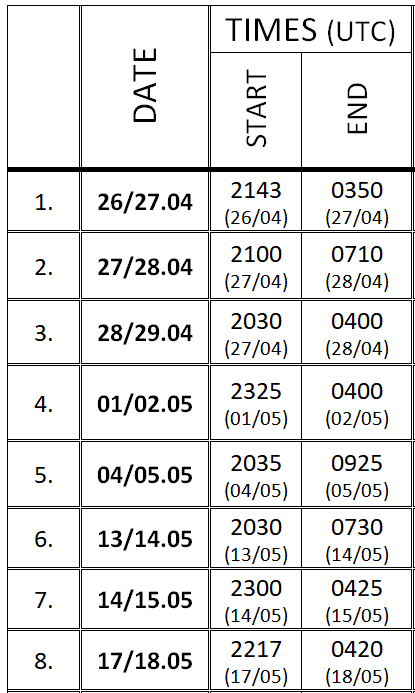 DATE
TIMES (UTC)
START
END
1. 26/27.04 2143 0350
(26/04) (27/04)
2. 27/28.04 2100 0710
(27/04) (28/04)
3. 28/29.04 2030 0400
(27/04) (28/04)
4. 01/02.05 2325 0400
(01/05) (02/05)
5. 04/05.05 2035 0925
(04/05) (05/05)
6. 13/14.05 2030 0730
(13/05) (14/05)
7. 14/15.05 2300 0425
(14/05) (15/05)
8. 17/18.05 2217 0420
(17/05) (18/05)